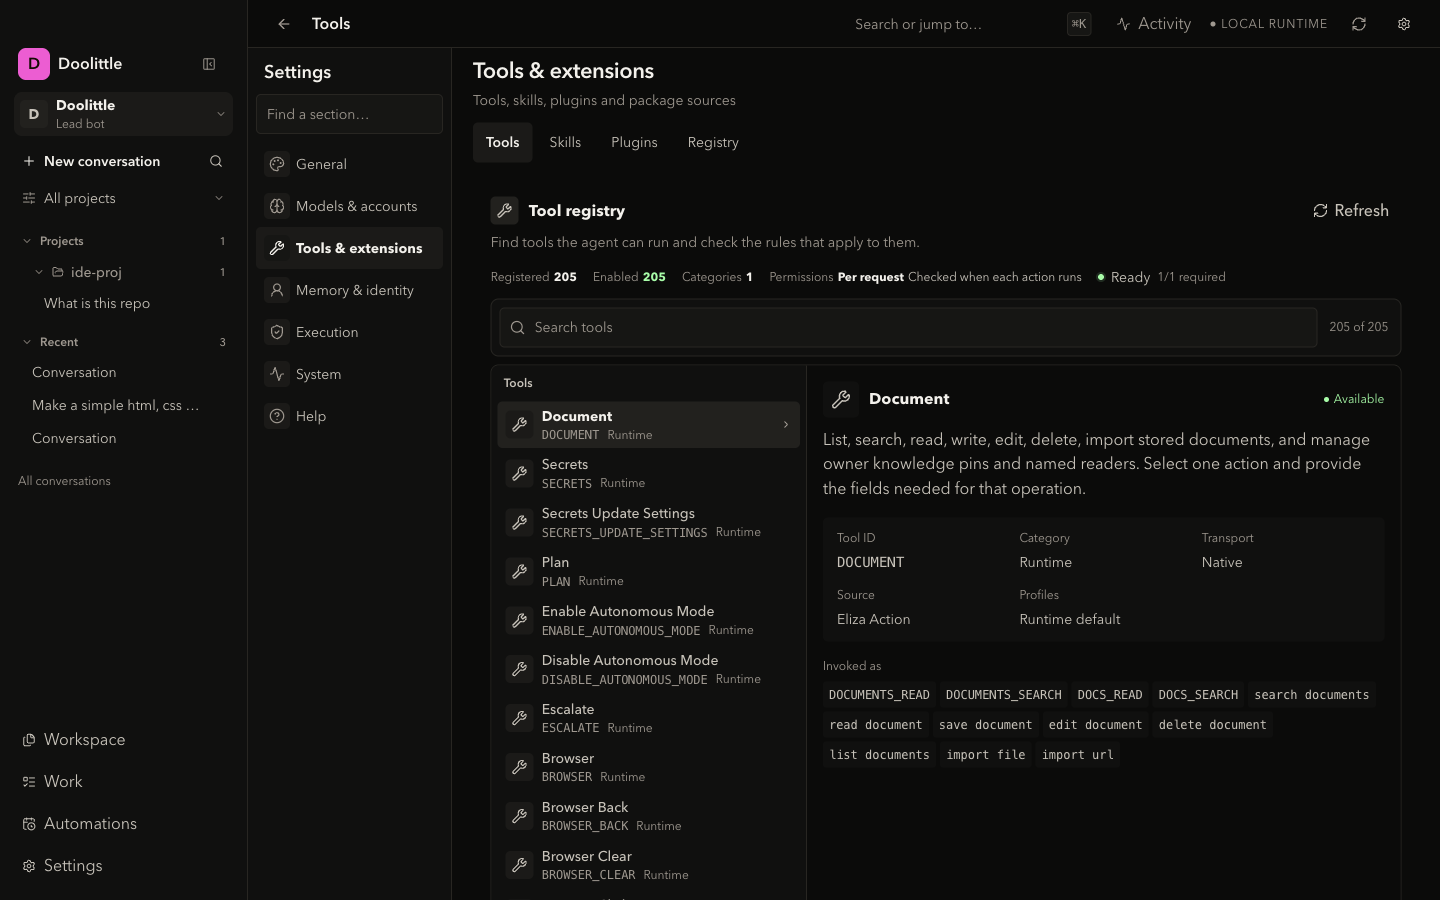 Tools
Search or jump to…
⌘K
Activity
LOCAL RUNTIME
D
Doolittle
D
Doolittle
Lead bot
New conversation
All projects
Projects
1
ide-proj
1
What is this repo
Recent
3
Conversation
Make a simple html, css …
Conversation
All conversations
Workspace
Work
Automations
Settings
Settings
Find a section…
General
Models & accounts
Tools & extensions
Memory & identity
Execution
System
Help
Tools & extensions
Tools, skills, plugins and package sources
Tools Skills Plugins Registry
Tool registry
Refresh
Find tools the agent can run and check the rules that apply to them.
Registered 205 Enabled 205 Categories 1 Permissions Per request Checked when each action runs Ready 1/1 required
Search tools
205 of 205
Tools
Document
DOCUMENT Runtime
Secrets
SECRETS Runtime
Secrets Update Settings
SECRETS_UPDATE_SETTINGS Runtime
Plan
PLAN Runtime
Enable Autonomous Mode
ENABLE_AUTONOMOUS_MODE Runtime
Disable Autonomous Mode
DISABLE_AUTONOMOUS_MODE Runtime
Escalate
ESCALATE Runtime
Browser
BROWSER Runtime
Browser Back
BROWSER_BACK Runtime
Browser Clear
BROWSER_CLEAR Runtime
Document
Available
List, search, read, write, edit, delete, import stored documents, and manage
owner knowledge pins and named readers. Select one action and provide
the fields needed for that operation.
Tool ID Category Transport
DOCUMENT Runtime Native
Source Profiles
Eliza Action Runtime default
Invoked as
DOCUMENTS_READ DOCUMENTS_SEARCH DOCS_READ DOCS_SEARCH search documents
read document save document edit document delete document
list documents import file import url